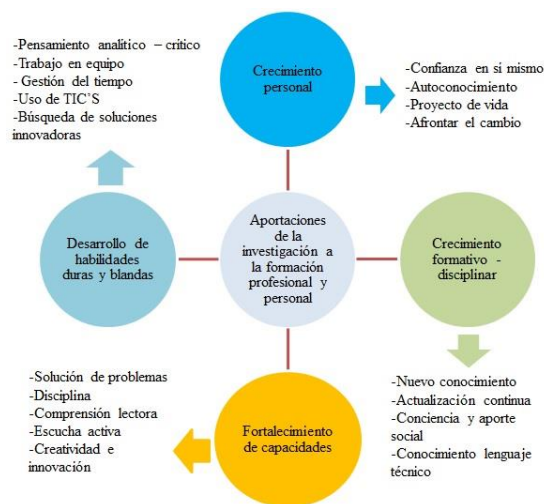 -Pensamiento analítico – crítico
-Trabajo en equipo
- Gestión del tiempo
-Uso de TIC'S
-Búsqueda de soluciones
innovadoras
Crecimiento
personal
-Confianza en si mismo
-Autoconocimiento
-Proyecto de vida
-Afrontar el cambio
Desarrollo de
habilidades
duras y blandas
Aportaciones
de la
investigación a
la formación
profesional y
personal
Crecimiento
formativo -
disciplinar
-Solución de problemas
-Disciplina
-Comprensión lectora
-Escucha activa
-Creatividad e
innovación
Fortalecimiento
de capacidades
-Nuevo conocimiento
-Actualización continua
-Conciencia y aporte
social
-Conocimiento lenguaje
técnico